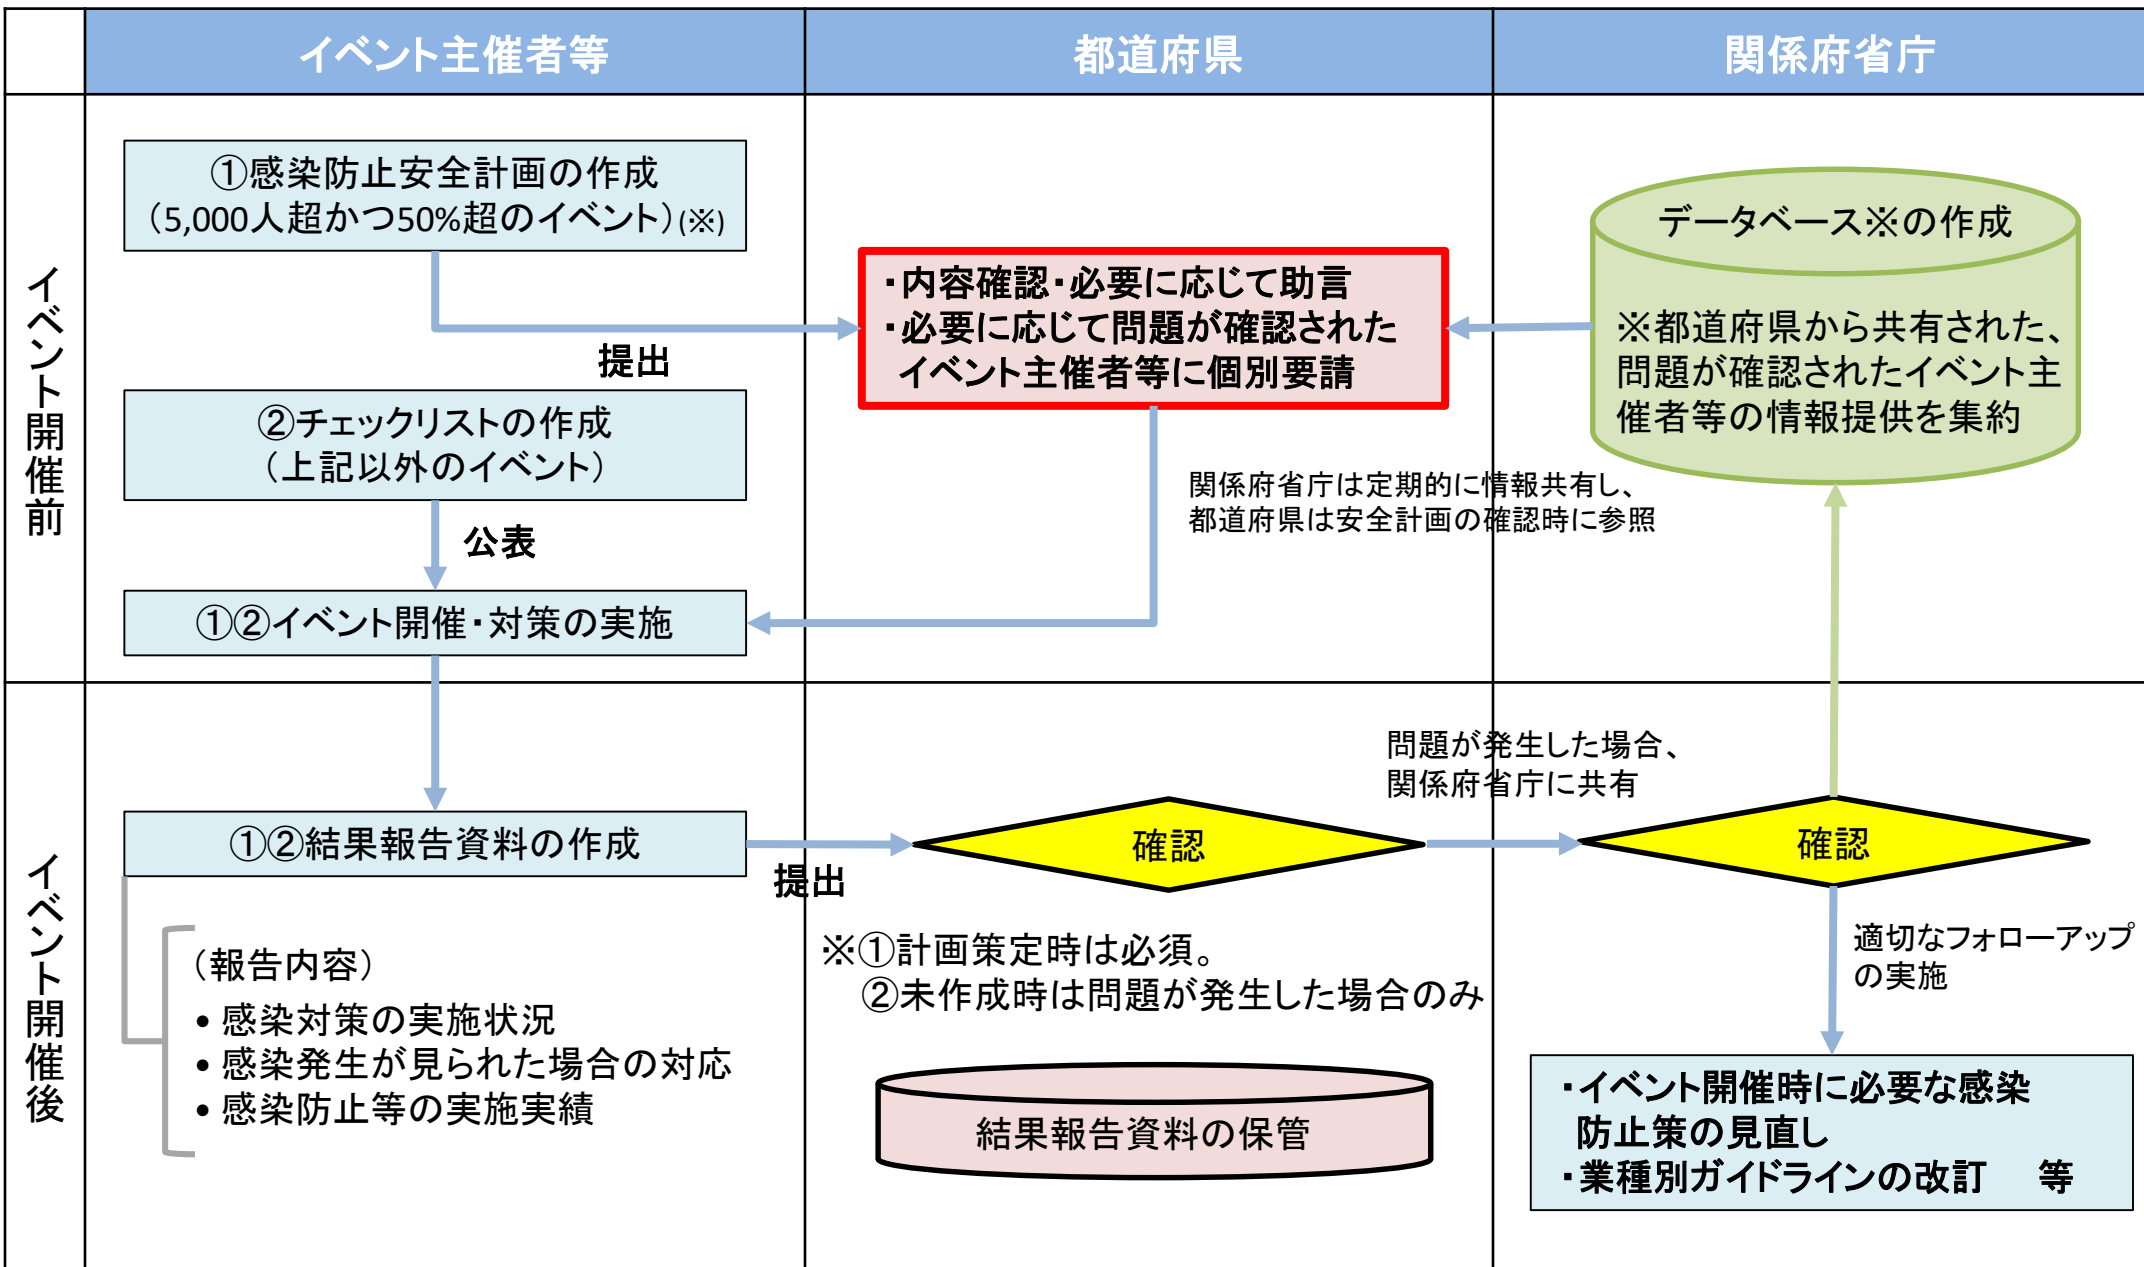 イベント主催者等
都道府県
関係府省庁
イベント開催前
①感染防止安全計画の作成
（5,000人超かつ50%超のイベント）(※)
提出
②チェックリストの作成
（上記以外のイベント）
公表
①②イベント開催・対策の実施
・内容確認・必要に応じて助言
・必要に応じて問題が確認された
イベント主催者等に個別要請
データベース※の作成
※都道府県から共有された、
問題が確認されたイベント主
催者等の情報提供を集約
関係府省庁は定期的に情報共有し、
都道府県は安全計画の確認時に参照
イベント開催後
①②結果報告資料の作成
提出
（報告内容）
• 感染対策の実施状況
• 感染発生が見られた場合の対応
• 感染防止等の実施実績
確認
※①計画策定時は必須。
②未作成時は問題が発生した場合のみ
結果報告資料の保管
問題が発生した場合、
関係府省庁に共有
確認
適切なフォローアップ
の実施
・イベント開催時に必要な感染
防止策の見直し
・業種別ガイドラインの改訂　等